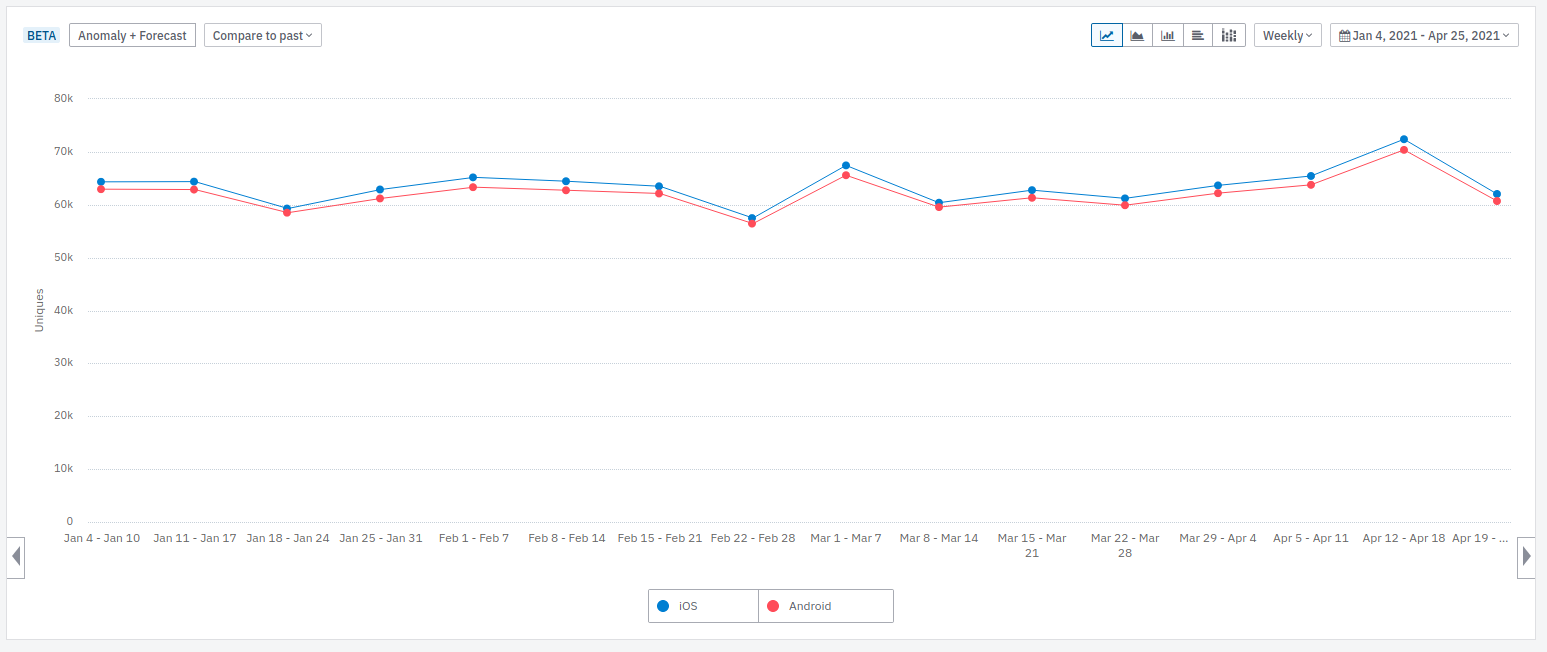 BETA Anomaly + Forecast Compare to past Weekly Jan 4, 2021 - Apr 25, 2021
80k
70k
60k
50k
40k
30k
20k
10k
0
Uniques
Jan 4 - Jan 10 Jan 11 - Jan 17 Jan 18 - Jan 24 Jan 25 - Jan 31 Feb 1 - Feb 7 Feb 8 - Feb 14 Feb 15 - Feb 21 Feb 22 - Feb 28 Mar 1 - Mar 7 Mar 8 - Mar 14 Mar 15 - Mar 21 Mar 22 - Mar 28 Mar 29 - Apr 4 Apr 5 - Apr 11 Apr 12 - Apr 18 Apr 19 - ...
iOS Android